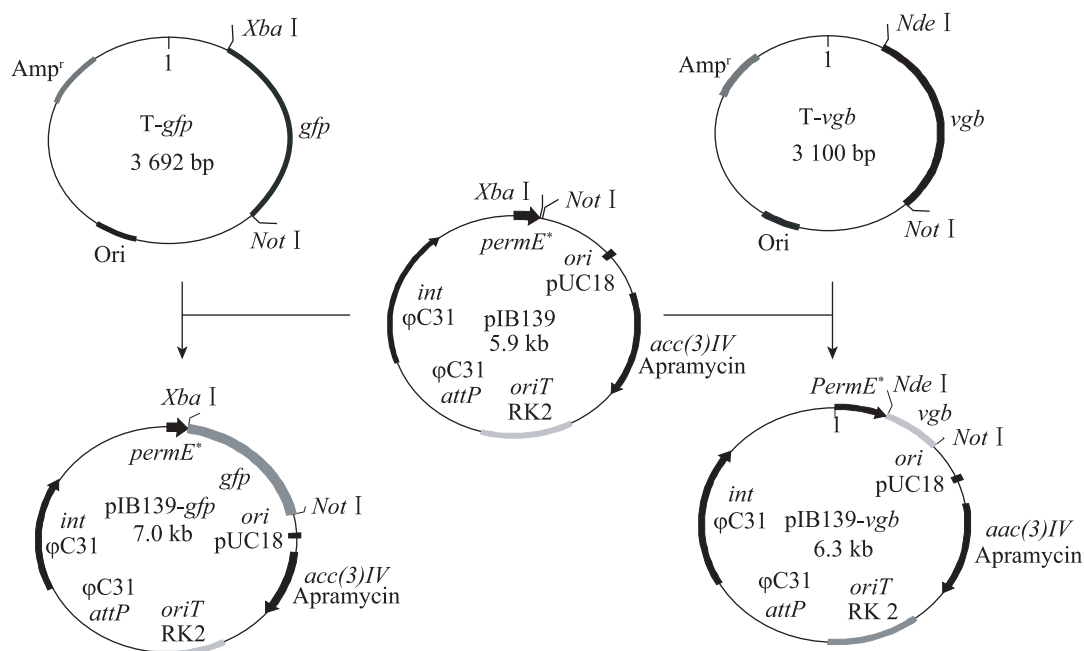 Xba I
1
Ampʳ
T-gfp
3 692 bp
gfp
Ori
Not I
Nde I
1
Ampʳ
T-vgb
3 100 bp
vgb
Ori
Not I
Xba I
Not I
permE*
ori
pUC18
int
φC31
pIB139
5.9 kb
acc(3)IV
Apramycin
φC31
attP
oriT
RK2
Xba I
permE*
gfp
Not I
int
φC31
pIB139-gfp
7.0 kb
ori
pUC18
acc(3)IV
Apramycin
φC31
attP
oriT
RK2
PermE*
Nde I
1
vgb
Not I
ori
pUC18
int
φC31
pIB139-vgb
6.3 kb
aac(3)IV
Apramycin
φC31
attP
oriT
RK 2